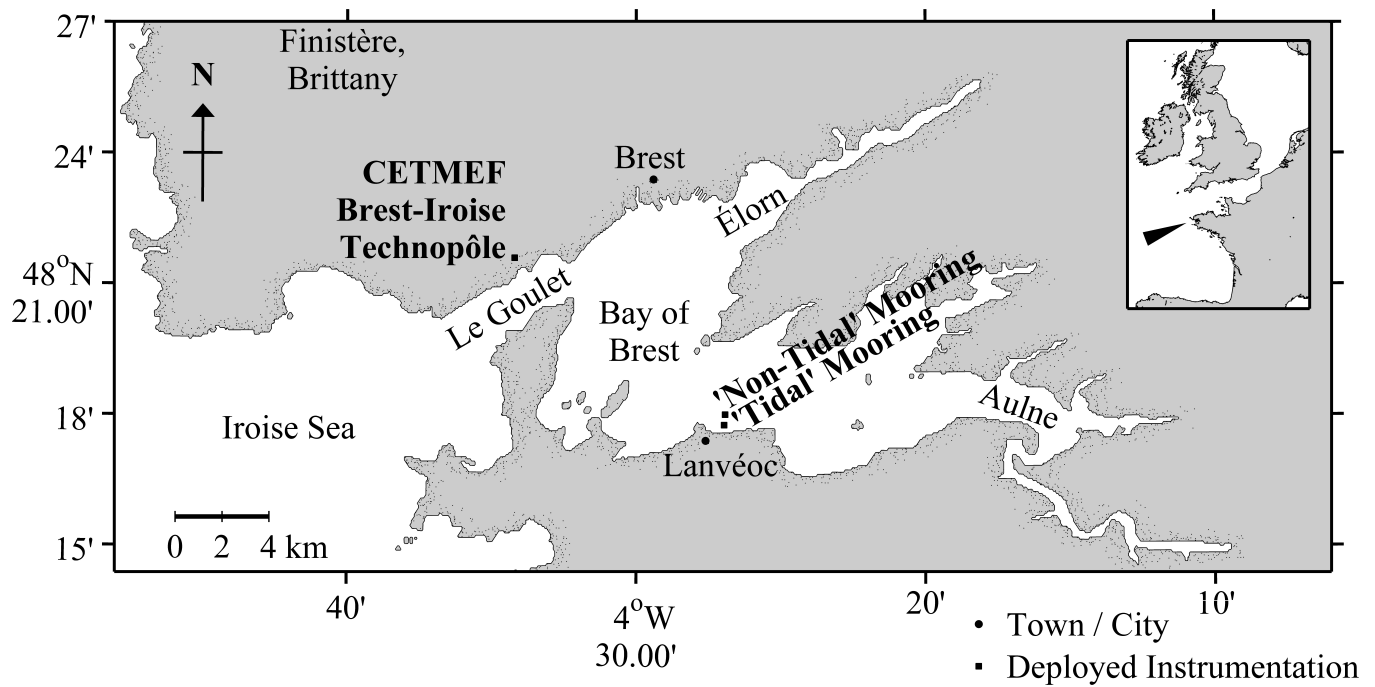 27'
Finistère,
Brittany
N
24'
Brest
CETMEF
Brest-Iroise
Technopôle
Élorn
48°N
21.00'
Le Goulet
Bay of
Brest
'Non-Tidal' Mooring
'Tidal' Mooring
18'
Iroise Sea
Aulne
Lanvéoc
15'
0 2 4 km
40'
4°W
30.00'
20'
10'
Town / City
Deployed Instrumentation